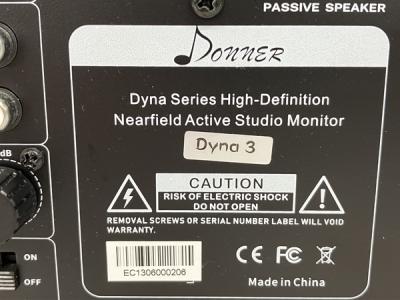 PASSIVE SPEAKER
DONNER
Dyna Series High-Definition
Nearfield Active Studio Monitor
Dyna 3
dB
CAUTION
RISK OF ELECTRIC SHOCK
DO NOT OPEN
REMOVAL SCREWS OR SERIAL NUMBER LABEL WILL VOID
WARRANTY.
ON
OFF
EC1306000206
CE FC
Made in China